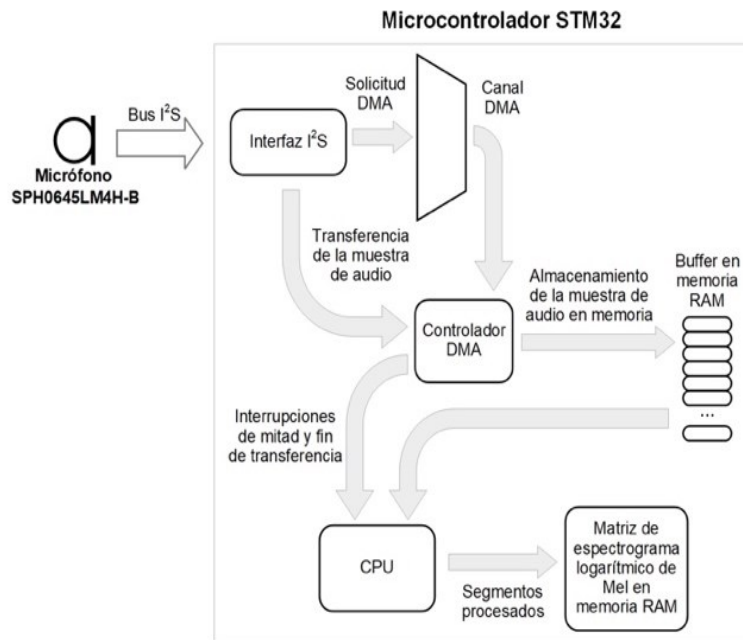 Microcontrolador STM32
Bus I²S
Micrófono
SPH0645LM4H-B
Interfaz I²S
Solicitud
DMA
Canal
DMA
Transferencia
de la muestra
de audio
Controlador
DMA
Almacenamiento
de la muestra de
audio en memoria
Buffer en
memoria
RAM
...
Interrupciones
de mitad y fin
de transferencia
CPU
Segmentos
procesados
Matriz de
espectrograma
logarítmico de
Mel en
memoria RAM